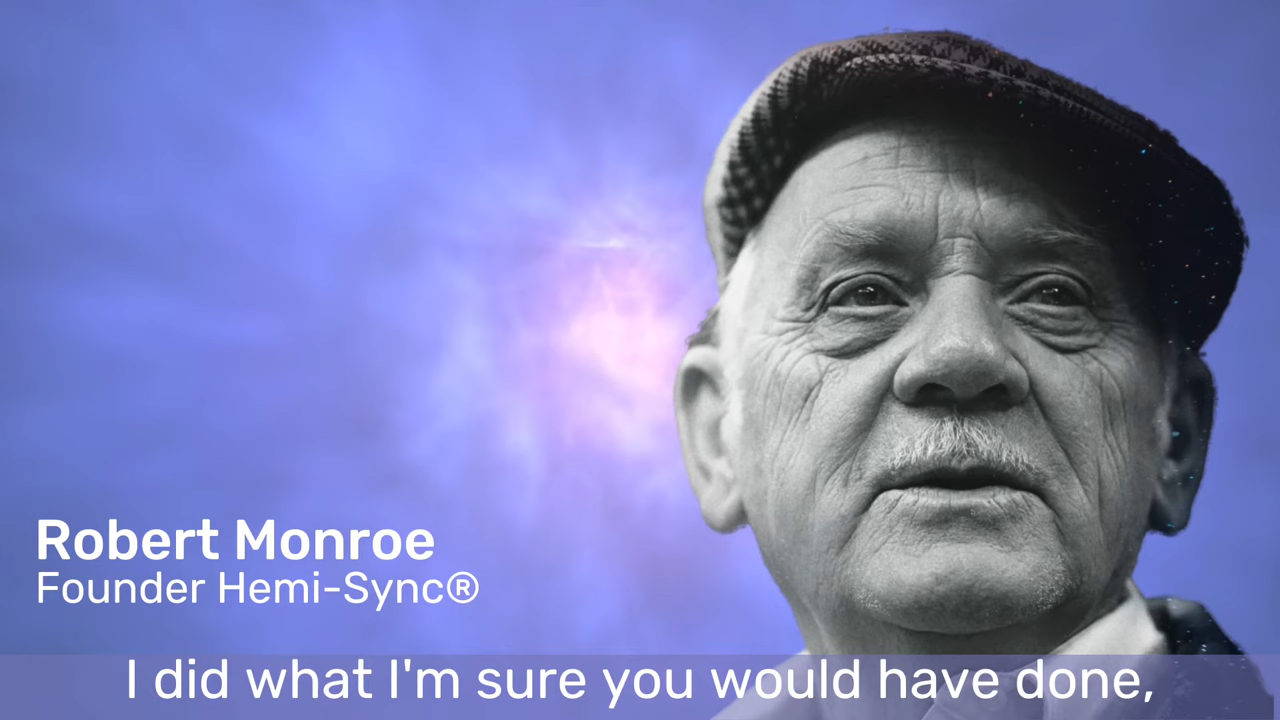 Robert Monroe
Founder Hemi-Sync®
I did what I'm sure you would have done,